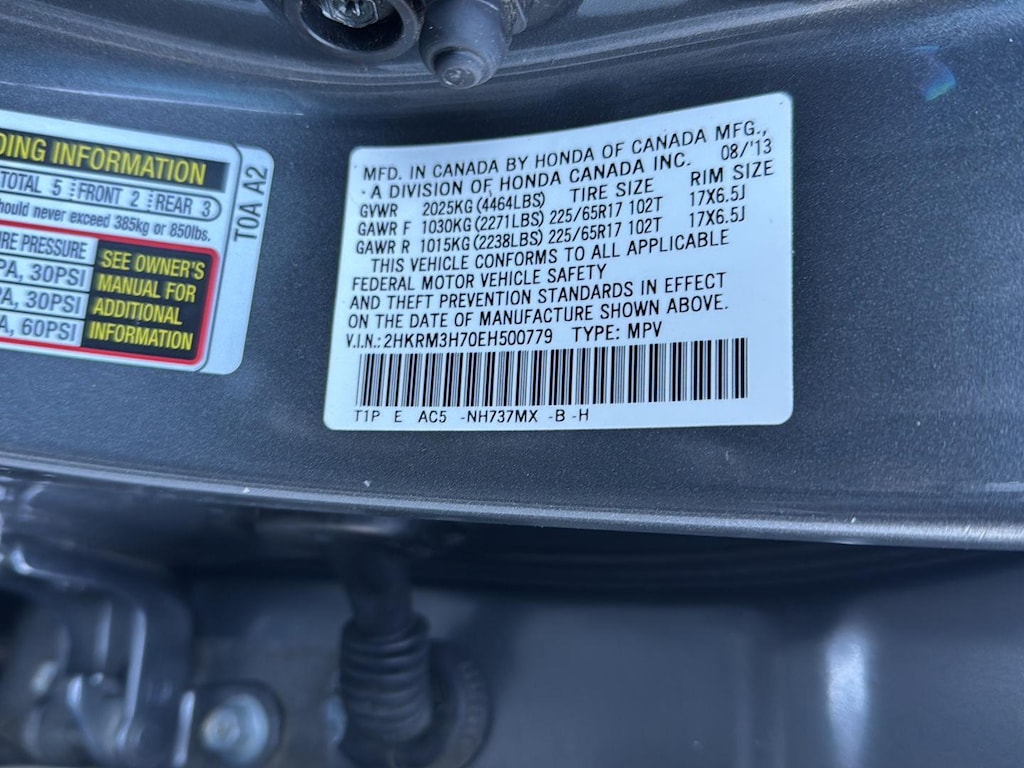 DING INFORMATION
TOTAL 5 FRONT 2 REAR 3
hould never exceed 385kg or 850lbs.
RE PRESSURE
PA, 30PSI
PA, 30PSI
A, 60PSI
SEE OWNER'S
MANUAL FOR
ADDITIONAL
INFORMATION
T0A A2
MFD. IN CANADA BY HONDA OF CANADA MFG.,
A DIVISION OF HONDA CANADA INC. 08/'13
TIRE SIZE RIM SIZE
GVWR 2025KG (4464LBS)
GAWR F 1030KG (2271LBS) 225/65R17 102T 17X6.5J
GAWR R 1015KG (2238LBS) 225/65R17 102T 17X6.5J
THIS VEHICLE CONFORMS TO ALL APPLICABLE
FEDERAL MOTOR VEHICLE SAFETY
AND THEFT PREVENTION STANDARDS IN EFFECT
ON THE DATE OF MANUFACTURE SHOWN ABOVE.
V.I.N.: 2HKRM3H70EH500779 TYPE: MPV
T1P E AC5 -NH737MX -B -H